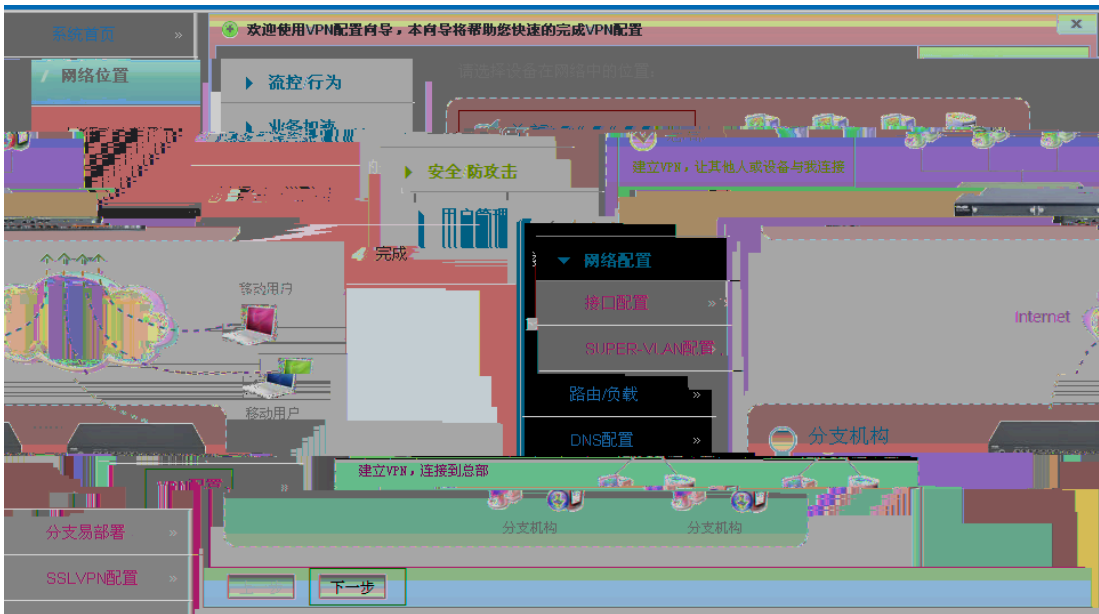 系统首页
欢迎使用VPN配置向导，本向导将帮助您快速的完成VPN配置
网络位置
流控·行为
请选择设备在网络中的位置：
安全·防攻击
建立VPN，让其他人或设备与我连接
用户管理
完成
网络配置
移动用户
接口配置
Internet
SUPER-VLAN配置
路由/负载
移动用户
DNS配置
分支机构
建立VPN，连接到总部
VPN配置
分支易部署
分支机构
分支机构
SSLVPN配置
下一步